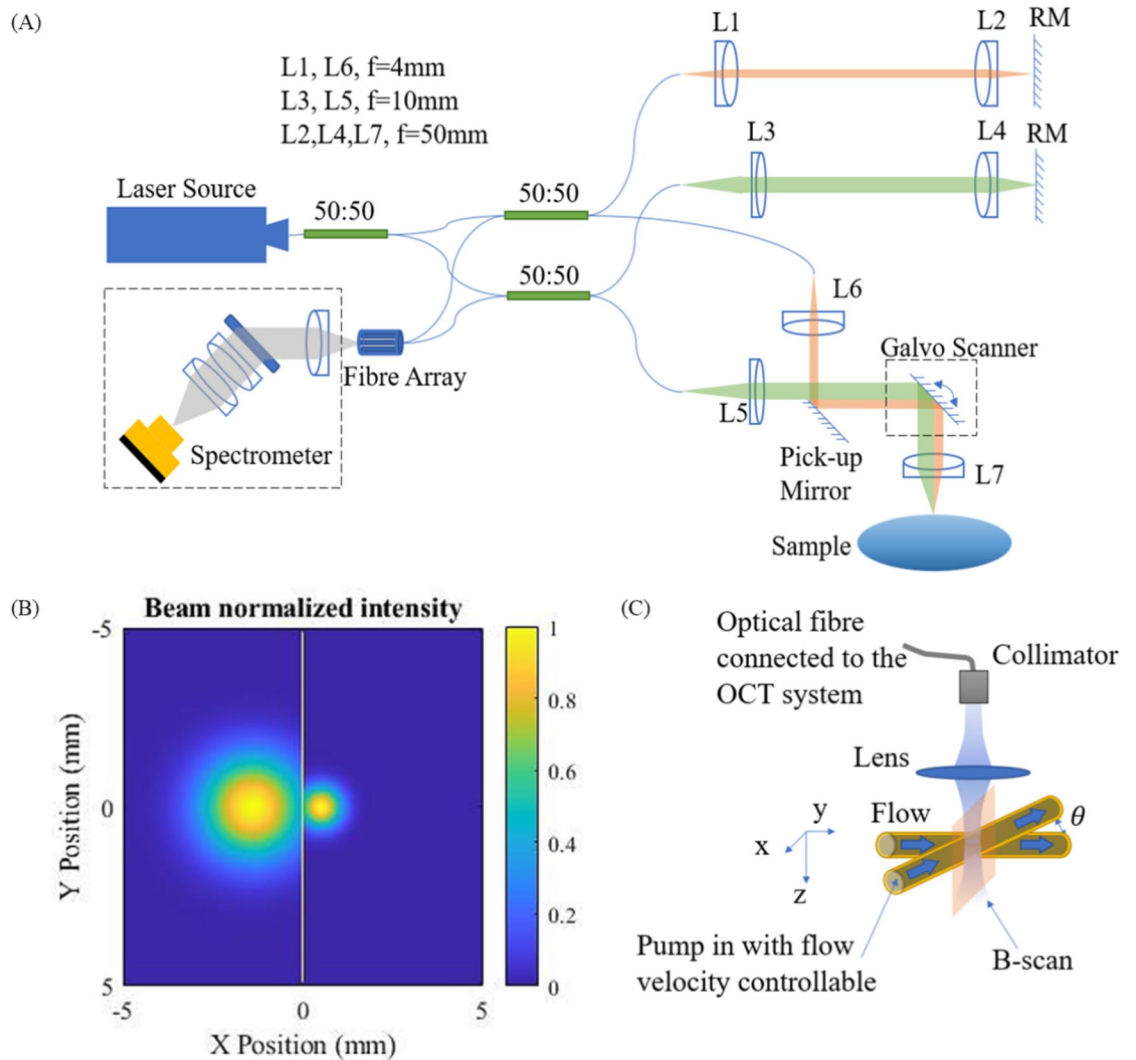 (A)
L1, L6, f=4mm
L3, L5, f=10mm
L2,L4,L7, f=50mm
L1
L2
RM
L3
L4
RM
Laser Source
50:50
50:50
50:50
Fibre Array
Spectrometer
L6
Galvo Scanner
L5
Pick-up
Mirror
L7
Sample
(B)
Beam normalized intensity
-5
0
5
Y Position (mm)
-5
0
5
X Position (mm)
1
0.8
0.6
0.4
0.2
0
(C)
Optical fibre
connected to the
OCT system
Collimator
Lens
Flow
θ
y
x
z
Pump in with flow
velocity controllable
B-scan